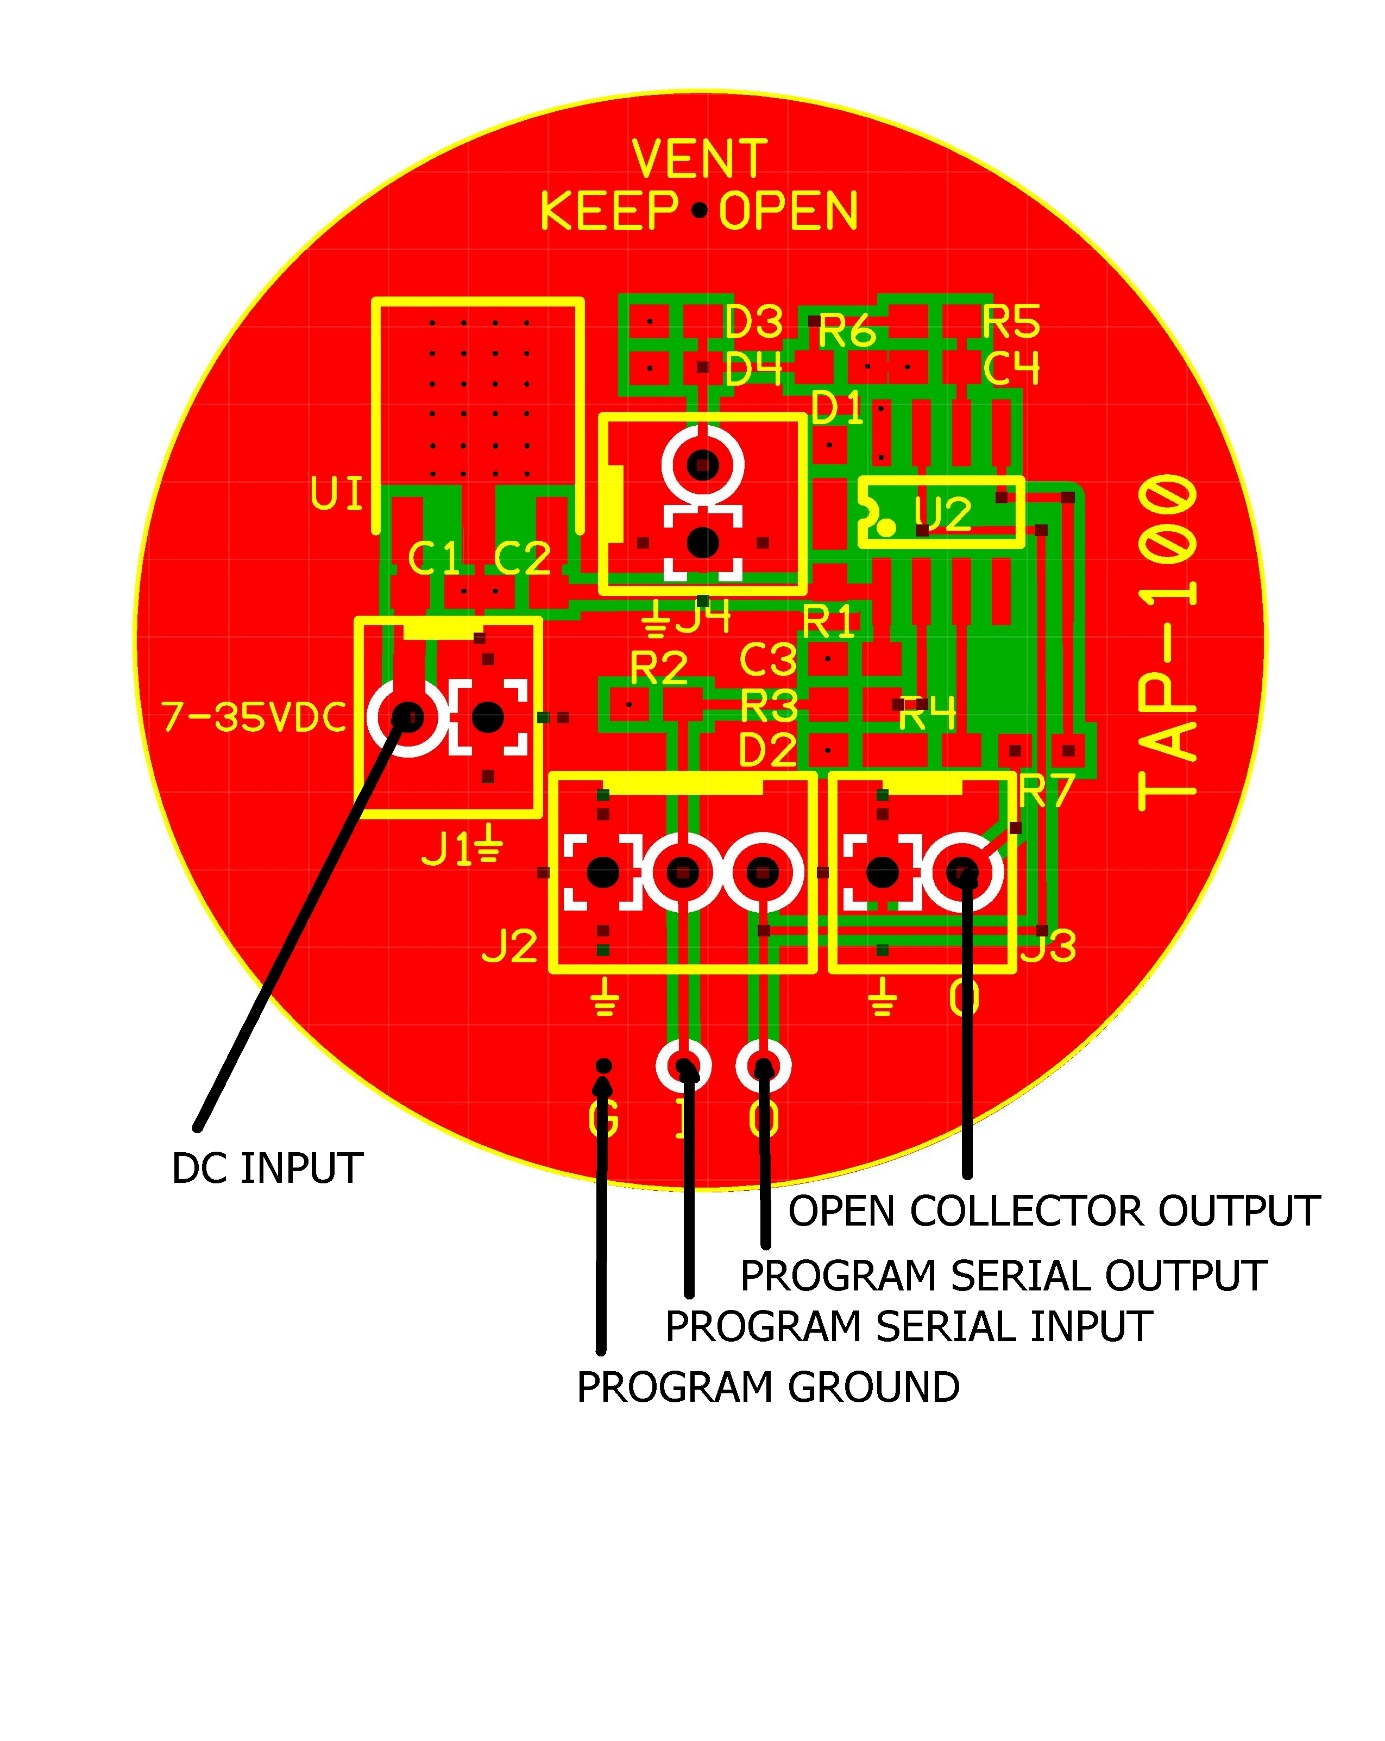 VENT
KEEP OPEN
D3
R6
R5
D4
C4
D1
UI
U2
C1
C2
TAP-100
J4
R1
R2
C3
7-35VDC
R3
R4
D2
R7
J1
J2
J3
O
G I O
DC INPUT
OPEN COLLECTOR OUTPUT
PROGRAM SERIAL OUTPUT
PROGRAM SERIAL INPUT
PROGRAM GROUND